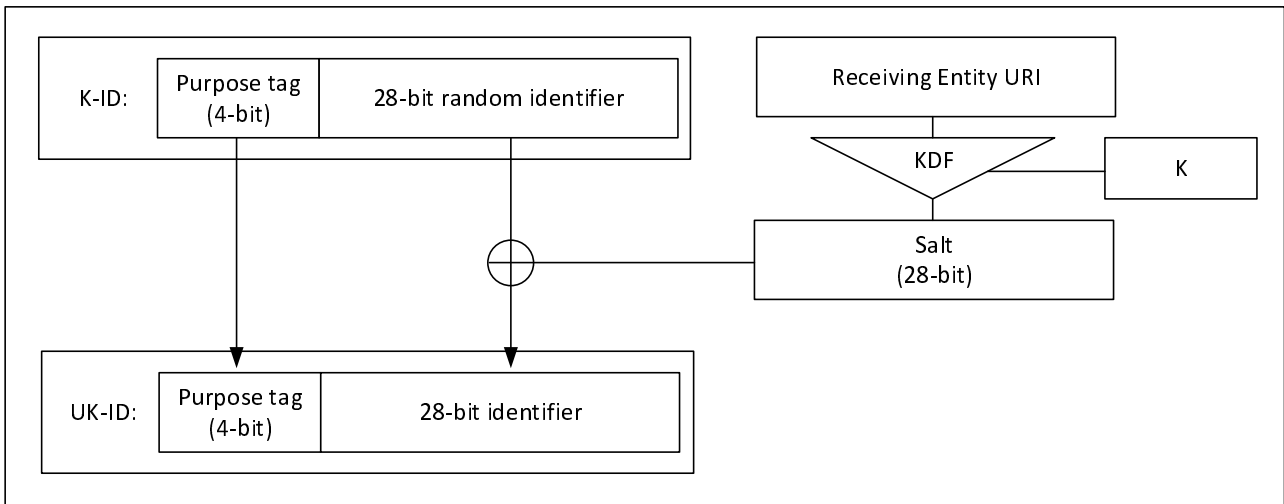 K-ID:
Purpose tag
(4-bit)
28-bit random identifier
Receiving Entity URI
KDF
K
Salt
(28-bit)
UK-ID:
Purpose tag
(4-bit)
28-bit identifier